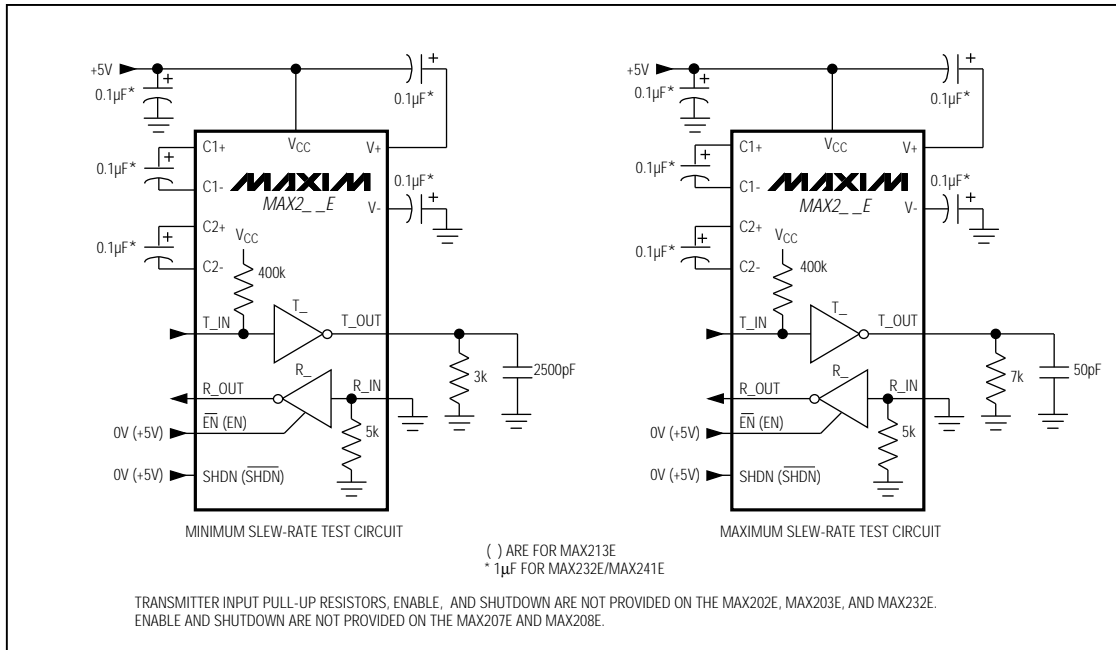 +5V
0.1µF*
0.1µF*
VCC
C1+
V+
0.1µF*
C1-
MAXIM
MAX2_ _E
0.1µF*
V-
C2+
0.1µF*
C2-
VCC
400k
T_
T_IN
T_OUT
3k
2500pF
R_
R_OUT
R_IN
EN (EN)
0V (+5V)
5k
0V (+5V)
SHDN (SHDN)
MINIMUM SLEW-RATE TEST CIRCUIT
+5V
0.1µF*
0.1µF*
VCC
C1+
V+
0.1µF*
C1-
MAXIM
MAX2_ _E
0.1µF*
V-
C2+
0.1µF*
C2-
VCC
400k
T_
T_IN
T_OUT
7k
50pF
R_
R_OUT
R_IN
EN (EN)
0V (+5V)
5k
0V (+5V)
SHDN (SHDN)
MAXIMUM SLEW-RATE TEST CIRCUIT
( ) ARE FOR MAX213E
* 1µF FOR MAX232E/MAX241E
TRANSMITTER INPUT PULL-UP RESISTORS, ENABLE, AND SHUTDOWN ARE NOT PROVIDED ON THE MAX202E, MAX203E, AND MAX232E.
ENABLE AND SHUTDOWN ARE NOT PROVIDED ON THE MAX207E AND MAX208E.